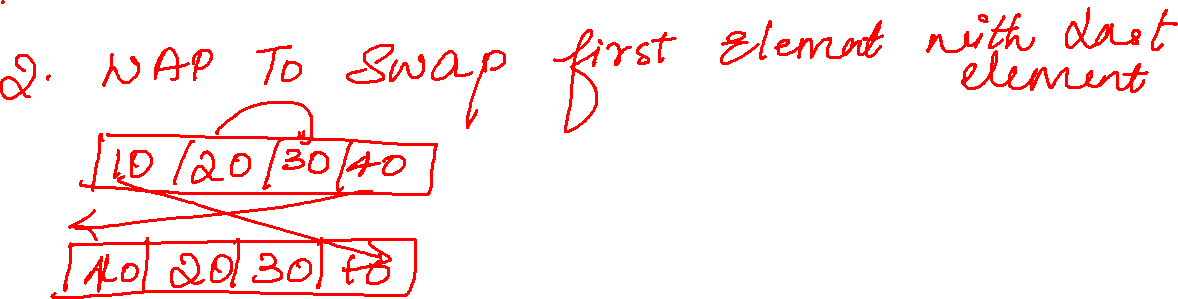 2. WAP To Swap first Element with Last
element
10 20 30 40
40 20 30 10